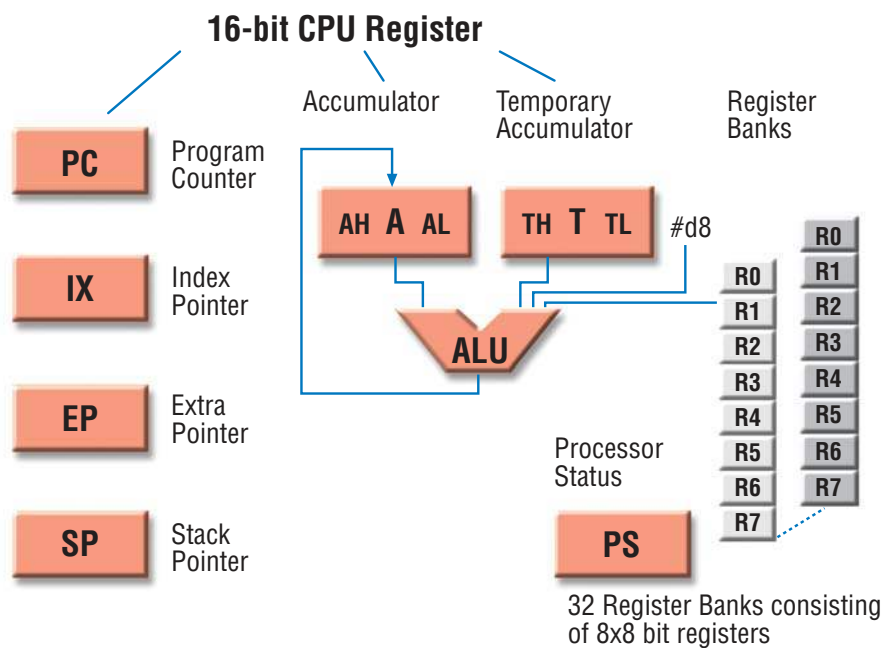 16-bit CPU Register
Accumulator
Temporary
Accumulator
Register
Banks
PC
Program
Counter
AH A AL
TH T TL
#d8
IX
Index
Pointer
ALU
EP
Extra
Pointer
SP
Stack
Pointer
R0
R1
R2
R3
R4
R5
R6
R7
R0
R1
R2
R3
R4
R5
R6
R7
Processor
Status
PS
32 Register Banks consisting
of 8x8 bit registers